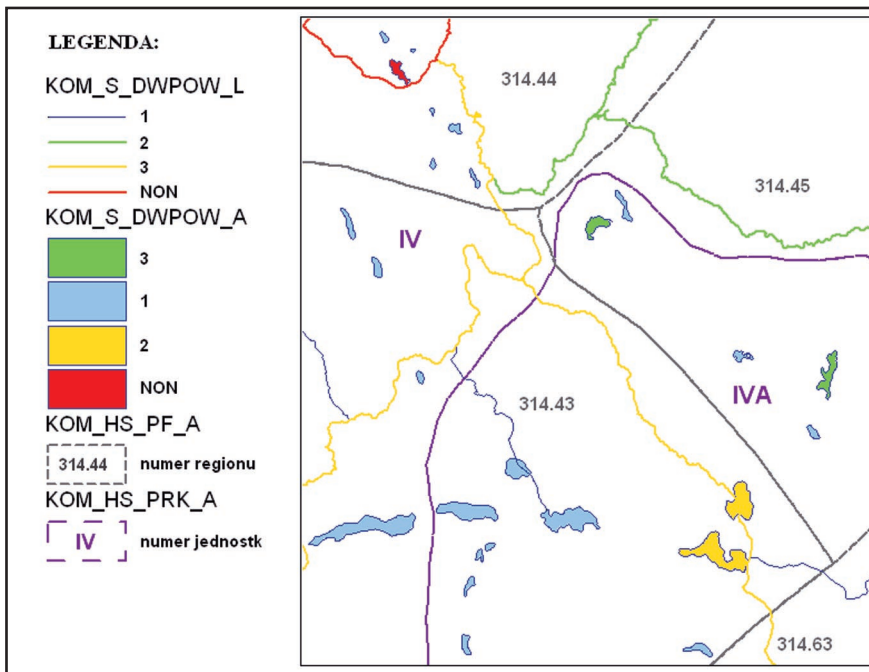 LEGENDA:
KOM_S_DWPOW_L
1
2
3
NON
KOM_S_DWPOW_A
3
1
2
NON
KOM_HS_PF_A
314.44 numer regionu
KOM_HS_PRK_A
IV numer jednostk
314.44
314.45
IV
IVA
314.43
314.63